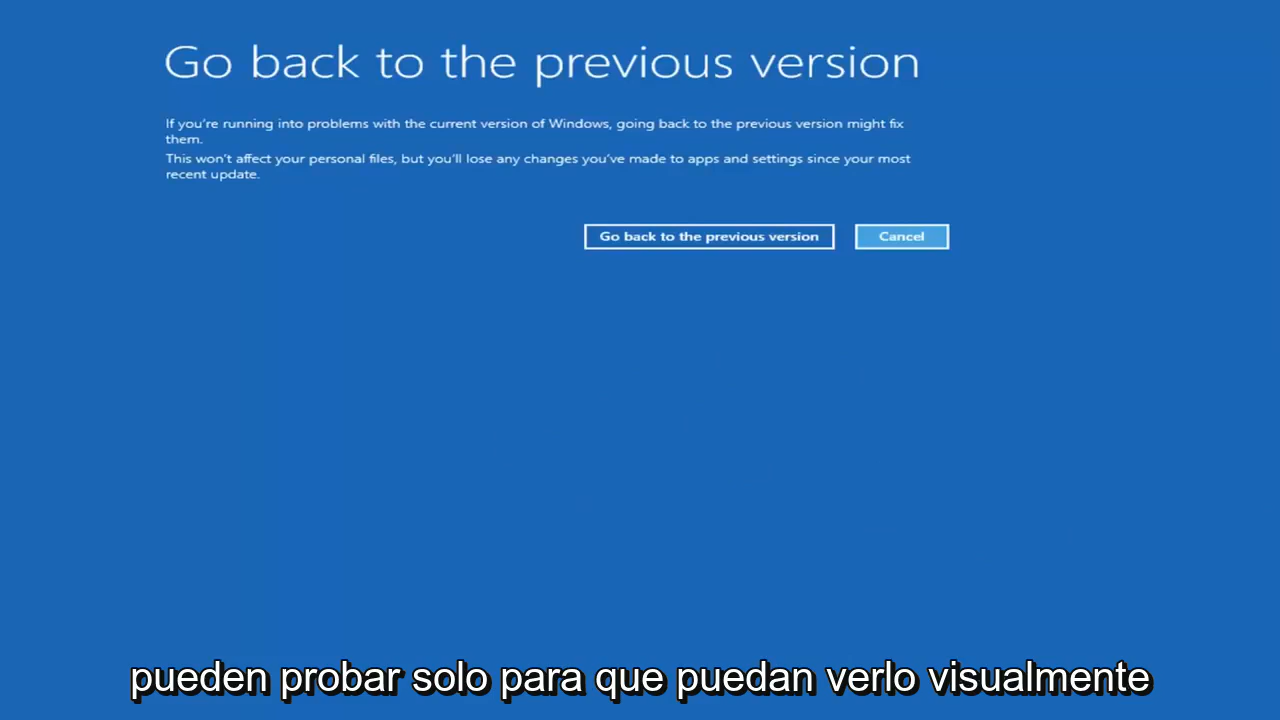 Go back to the previous version
If you're running into problems with the current version of Windows, going back to the previous version might fix
them.
This won't affect your personal files, but you'll lose any changes you've made to apps and settings since your most
recent update.
Go back to the previous version
Cancel
pueden probar solo para que puedan verlo visualmente